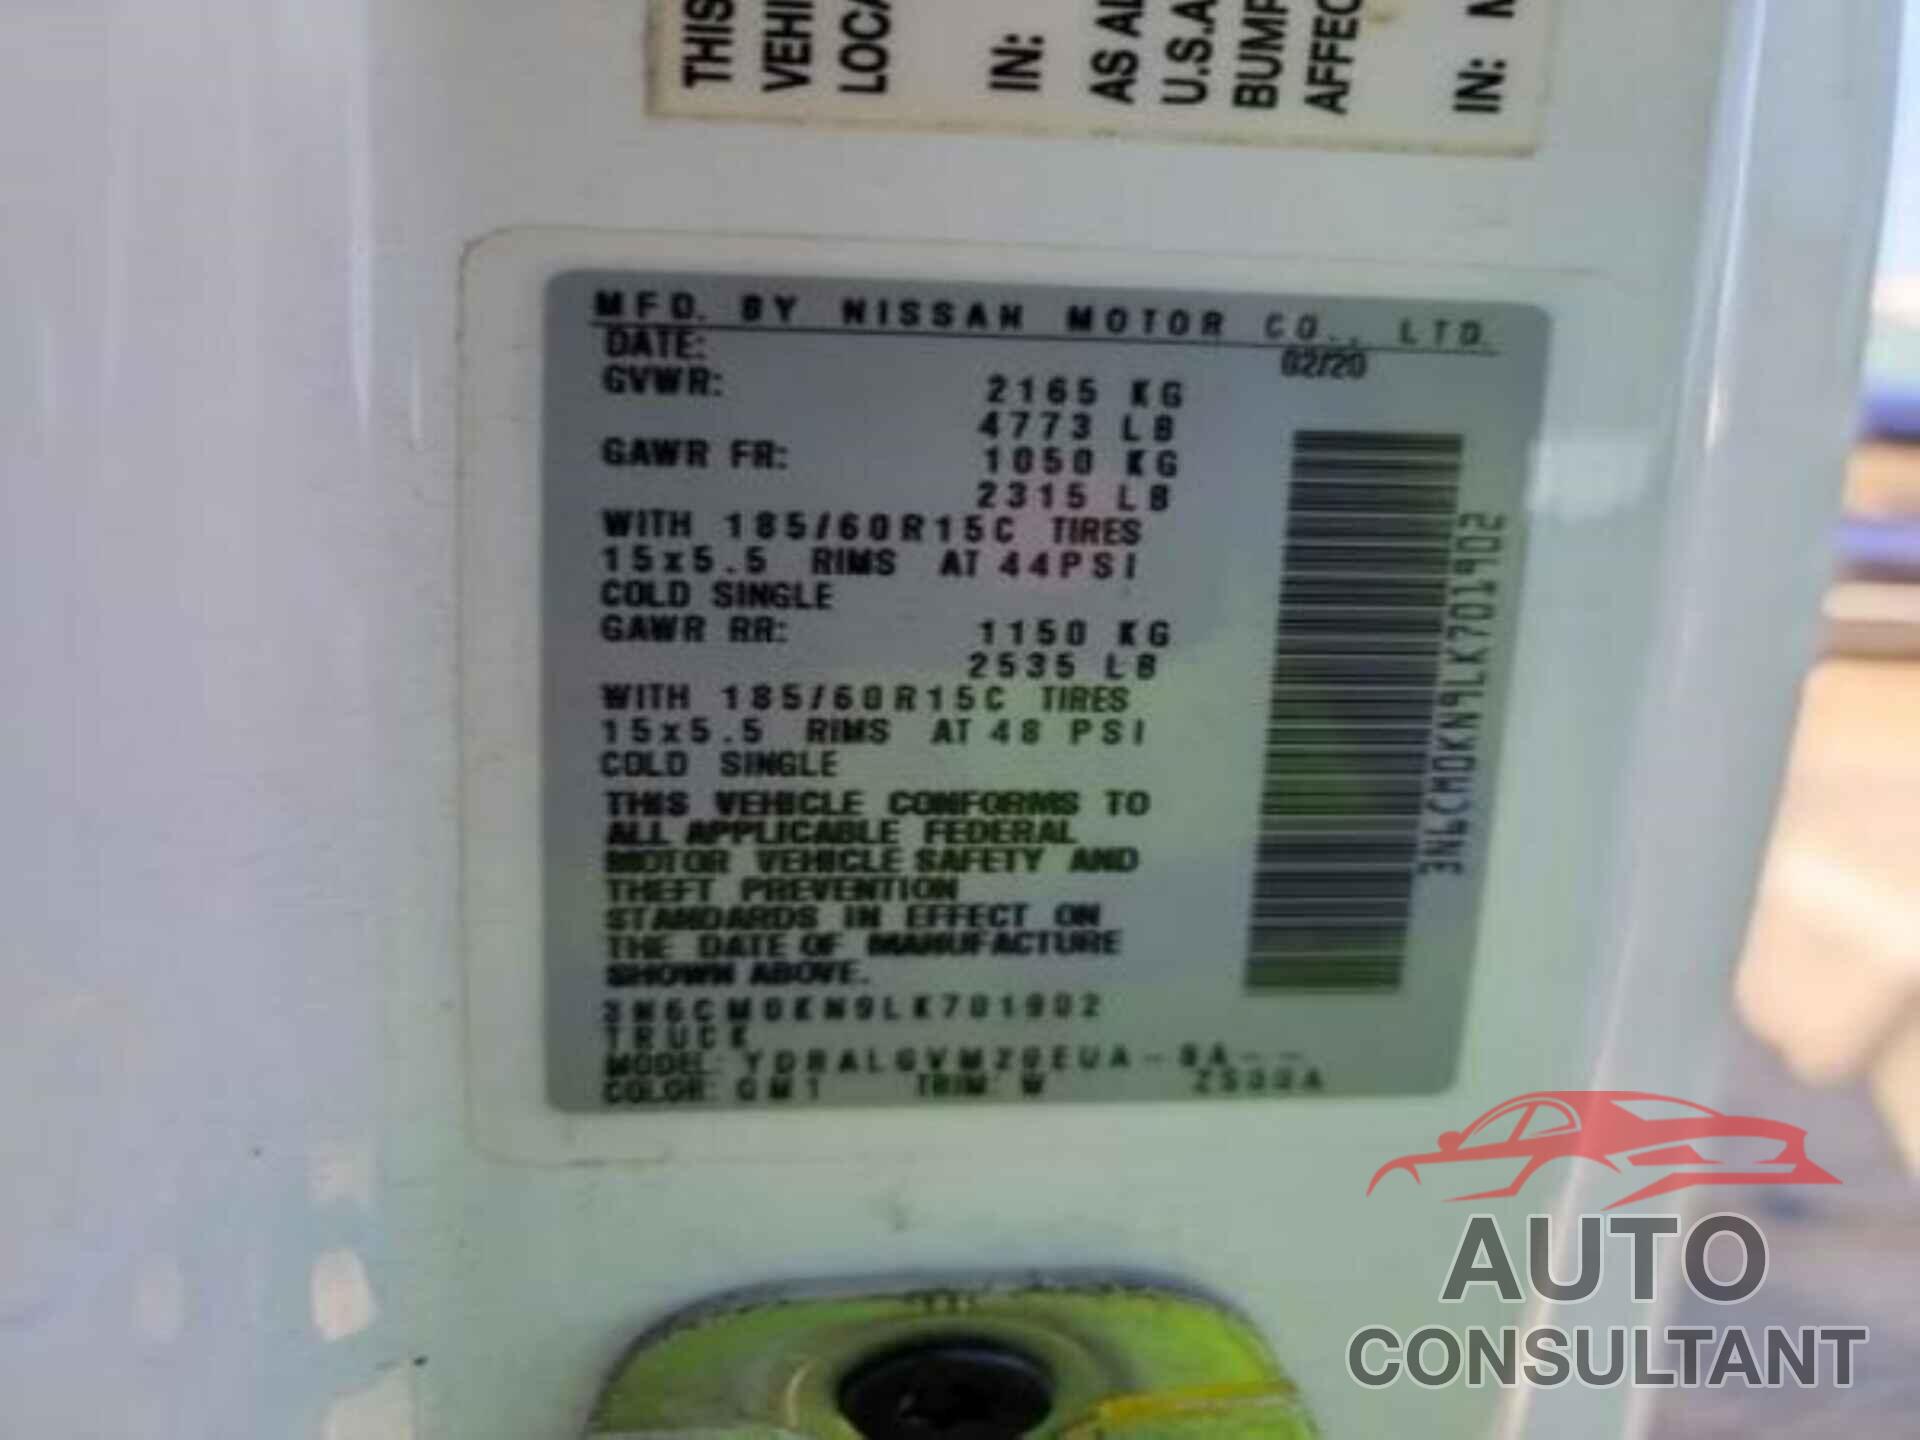 THIS
VEHI
LOCA
IN:
AS AL
U.S.A
BUMP
AFFEC
IN:
MFD. BY NISSAN MOTOR CO., LTD.
DATE: 02/20
GVWR: 2165 KG
4773 LB
GAWR FR: 1050 KG
2315 LB
WITH 185/60R15C TIRES
15x5.5 RIMS AT 44PSI
COLD SINGLE
GAWR RR: 1150 KG
2535 LB
WITH 185/60R15C TIRES
15x5.5 RIMS AT 48 PSI
COLD SINGLE
THIS VEHICLE CONFORMS TO
ALL APPLICABLE FEDERAL
MOTOR VEHICLE SAFETY AND
THEFT PREVENTION
STANDARDS IN EFFECT ON
THE DATE OF MANUFACTURE
SHOWN ABOVE.
3N6CM0KN9LK701902
TRUCK
MODEL:
COLOR: TRIM: W
3N6CM0KN9LK701902
AUTO
CONSULTANT